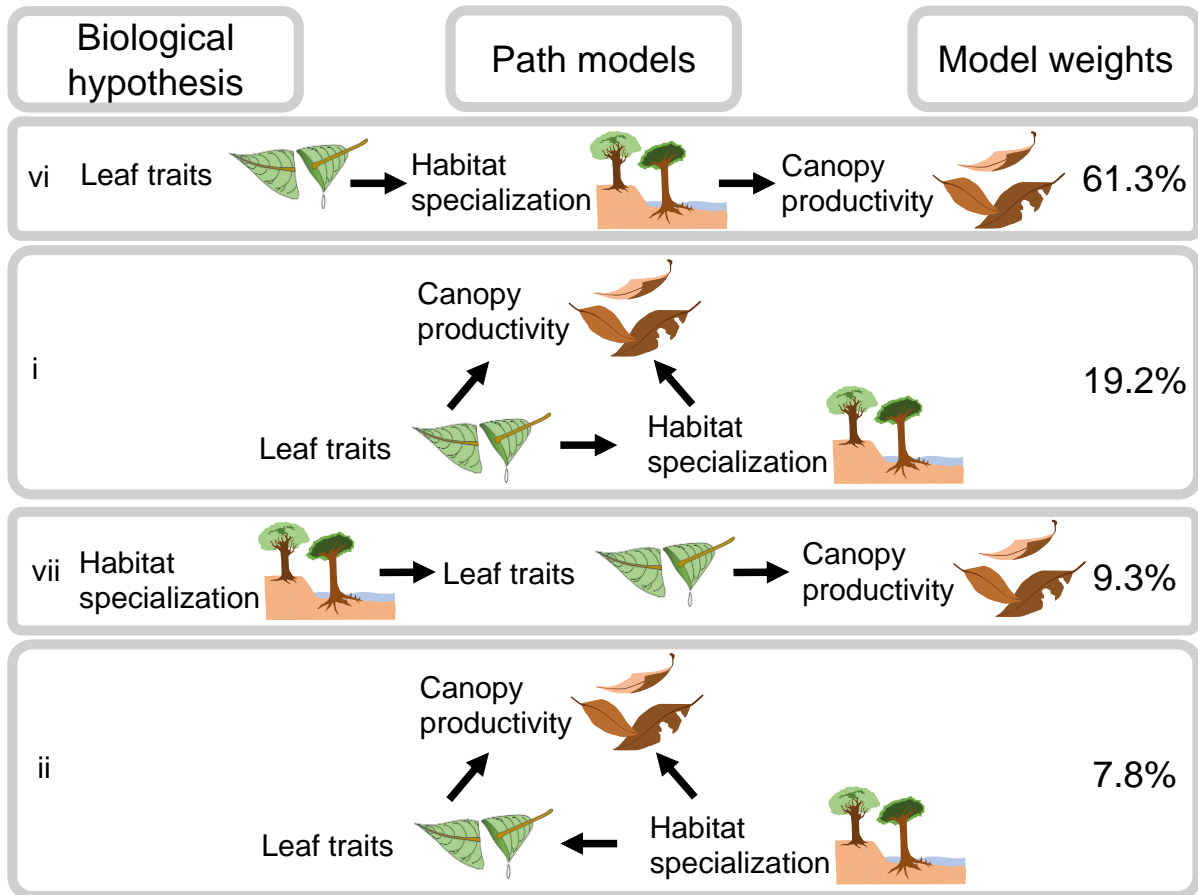 Biological
hypothesis
Path models
Model weights
vi
Leaf traits
Habitat
specialization
Canopy
productivity
61.3%
Canopy
productivity
i
19.2%
Leaf traits
Habitat
specialization
vii
Habitat
specialization
Leaf traits
Canopy
productivity
9.3%
Canopy
productivity
ii
7.8%
Leaf traits
Habitat
specialization